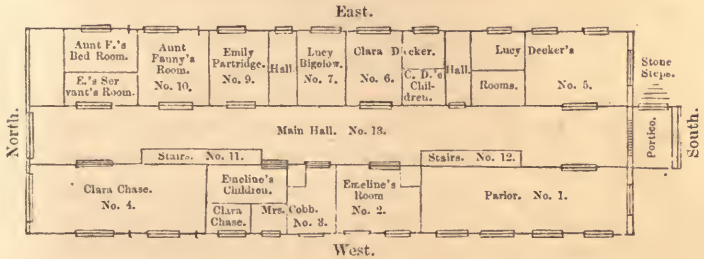 East.
Aunt F.'s
Bed Room.
E.'s Ser
vant's Room.
Aunt
Fanny's
Room.
No. 10.
Emily
Partridge.
No. 9.
Hall
Lucy
Bigelow.
No. 7.
Clara Decker.
No. 6.
C. D.'s
Chil-
dren.
Hall.
Lucy Decker's
Rooms.
No. 5.
Stone
Steps.
North.
Main Hall. No. 13.
Portico.
South.
Stairs. No. 11.
Stairs. No. 12.
Clara Chase.
No. 4.
Emeline's
Children.
Clara
Chase.
Mrs. Cobb.
No. 3.
Emeline's
Room
No. 2.
Parlor. No. 1.
West.